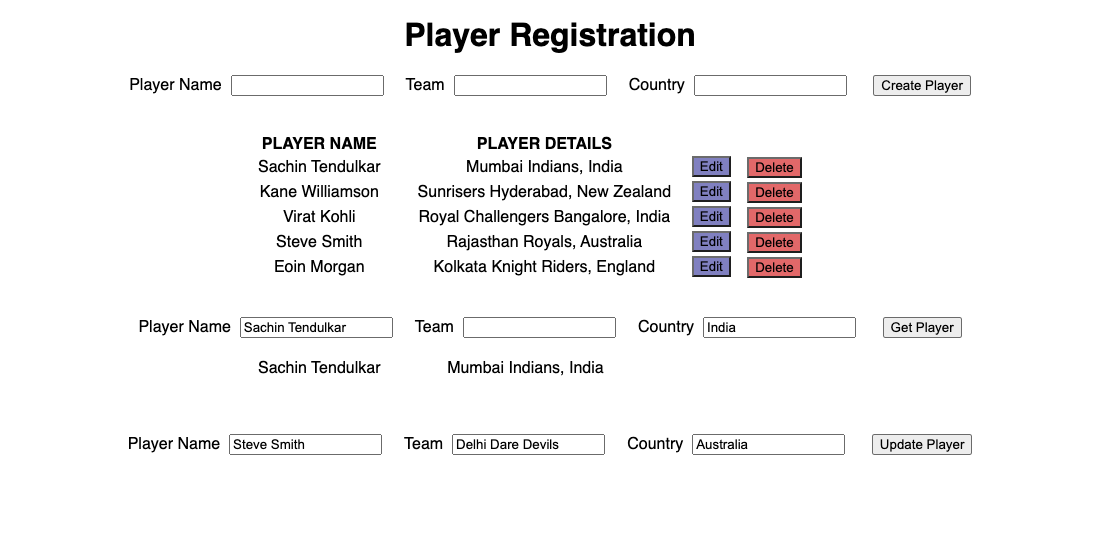 Player Registration
Player Name Team Country Create Player
PLAYER NAME PLAYER DETAILS
Sachin Tendulkar Mumbai Indians, India Edit Delete
Kane Williamson Sunrisers Hyderabad, New Zealand Edit Delete
Virat Kohli Royal Challengers Bangalore, India Edit Delete
Steve Smith Rajasthan Royals, Australia Edit Delete
Eoin Morgan Kolkata Knight Riders, England Edit Delete
Player Name Sachin Tendulkar Team Country India Get Player
Sachin Tendulkar Mumbai Indians, India
Player Name Steve Smith Team Delhi Dare Devils Country Australia Update Player